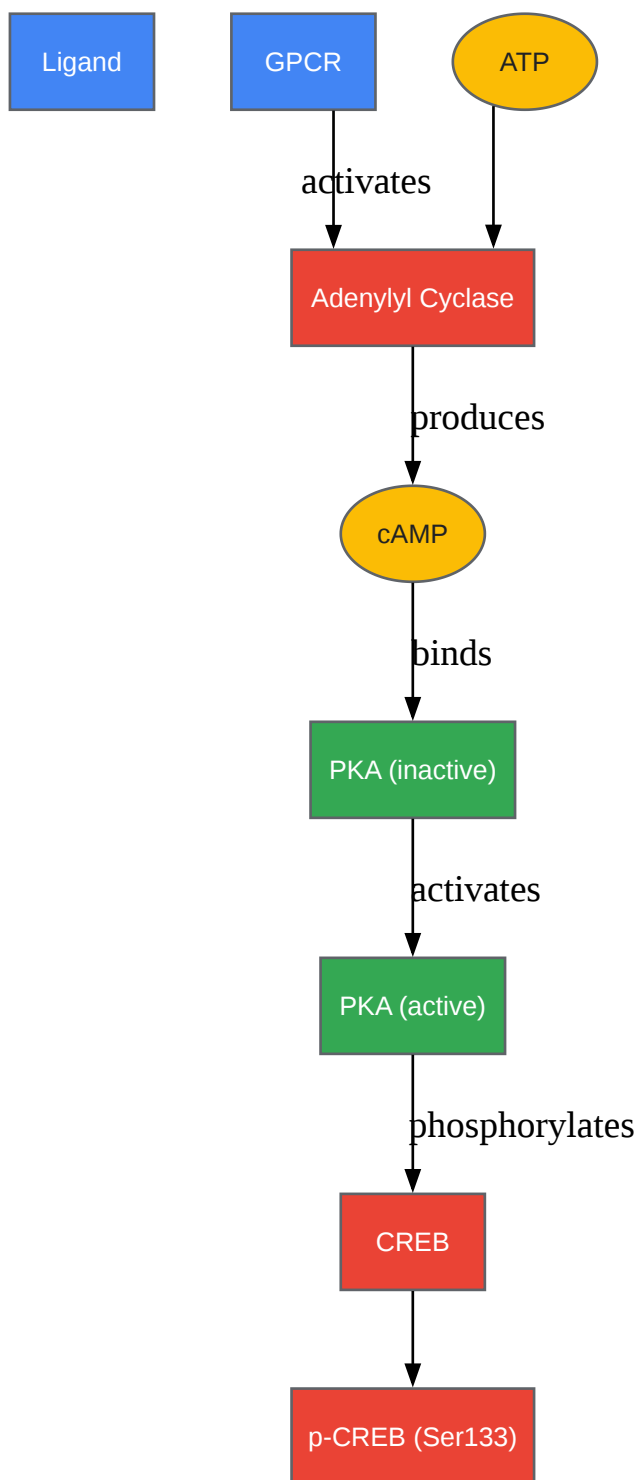 Ligand
GPCR
ATP
activates
Adenylyl Cyclase
produces
cAMP
binds
PKA (inactive)
activates
PKA (active)
phosphorylates
CREB
p-CREB (Ser133)